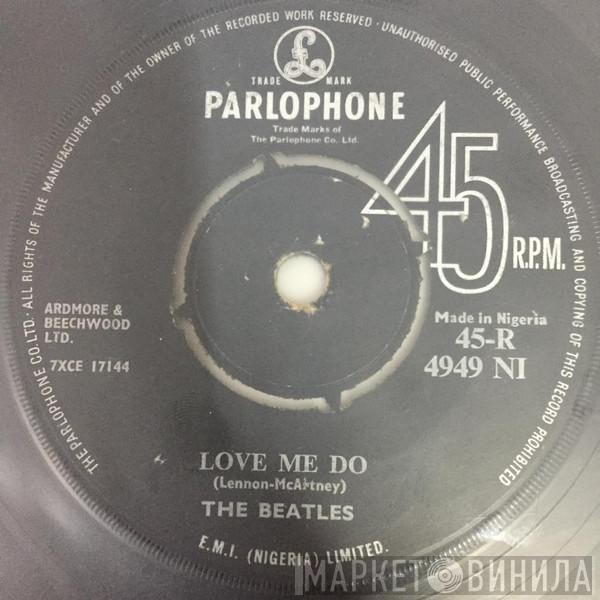 THE PARLOPHONE CO. LTD. · ALL RIGHTS OF THE MANUFACTURER AND OF THE OWNER OF THE RECORDED WORK RESERVED · UNAUTHORISED PUBLIC PERFORMANCE BROADCASTING AND COPYING OF THIS RECORD PROHIBITED
£
TRADE MARK
PARLOPHONE
Trade Marks of
The Parlophone Co. Ltd.
45
R.P.M.
ARDMORE &
BEECHWOOD
LTD.
7XCE 17144
Made in Nigeria
45-R
4949 NI
LOVE ME DO
(Lennon-McArtney)
THE BEATLES
E.M.I. (NIGERIA) LIMITED.
МАРКЕТ ВИНИЛА